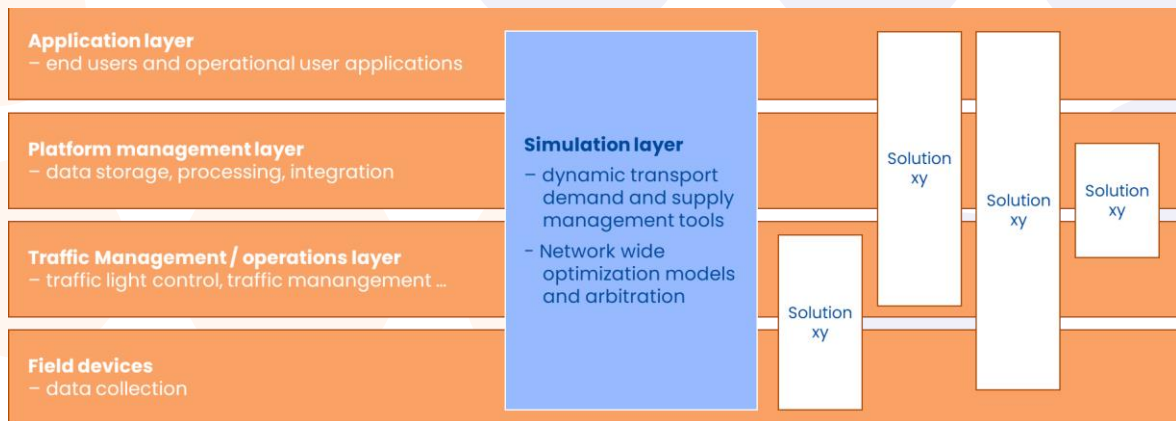 Application layer
– end users and operational user applications
Platform management layer
– data storage, processing, integration
Traffic Management / operations layer
– traffic light control, traffic manangement ...
Field devices
– data collection
Simulation layer
– dynamic transport
demand and supply
management tools
- Network wide
optimization models
and arbitration
Solution
xy
Solution
xy
Solution
xy
Solution
xy